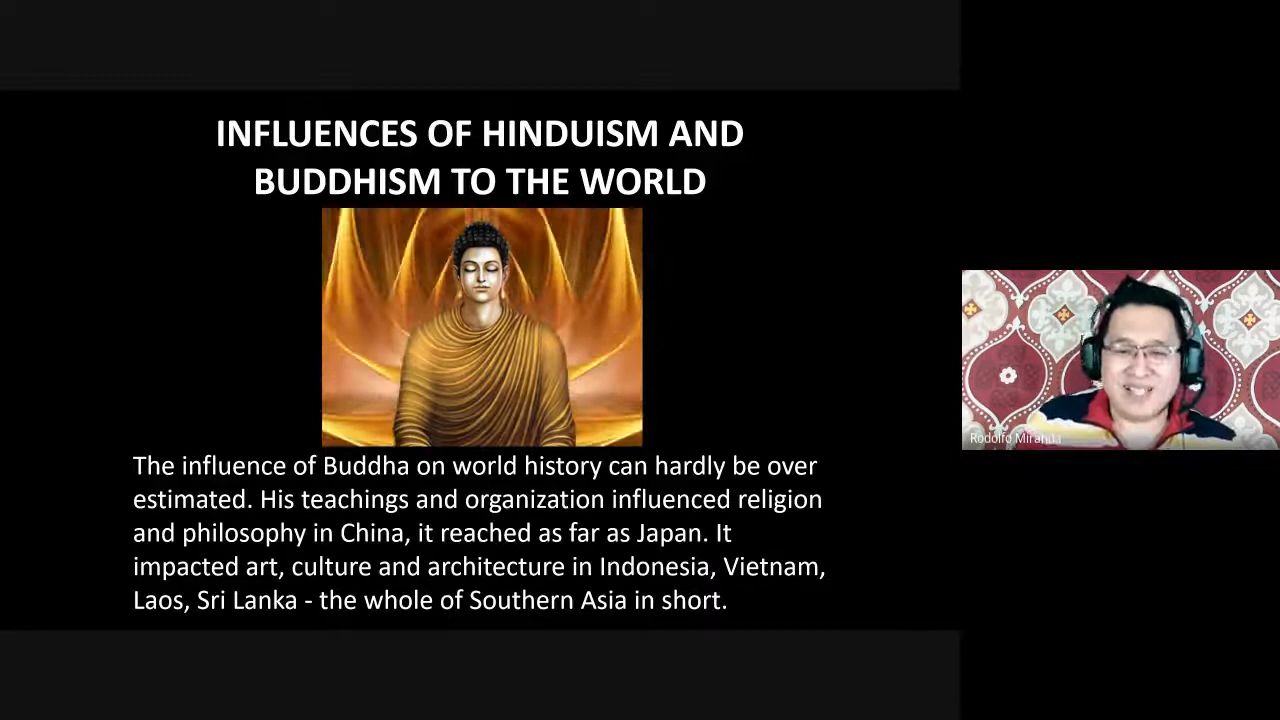 INFLUENCES OF HINDUISM AND
BUDDHISM TO THE WORLD
The influence of Buddha on world history can hardly be over
estimated. His teachings and organization influenced religion
and philosophy in China, it reached as far as Japan. It
impacted art, culture and architecture in Indonesia, Vietnam,
Laos, Sri Lanka - the whole of Southern Asia in short.
Rodolfo Miranda